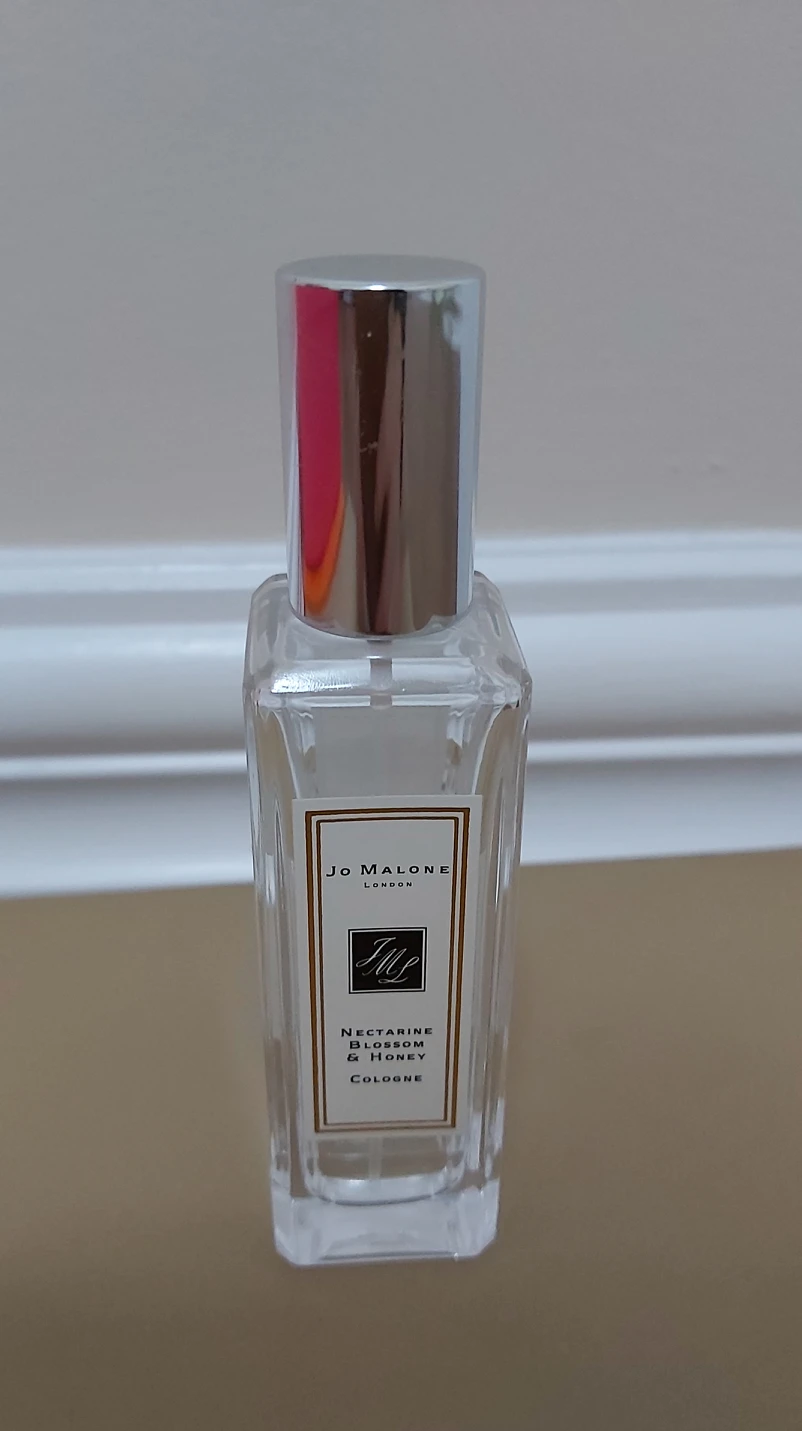 Jo Malone
London
JML
Nectarine
Blossom
& Honey
Cologne